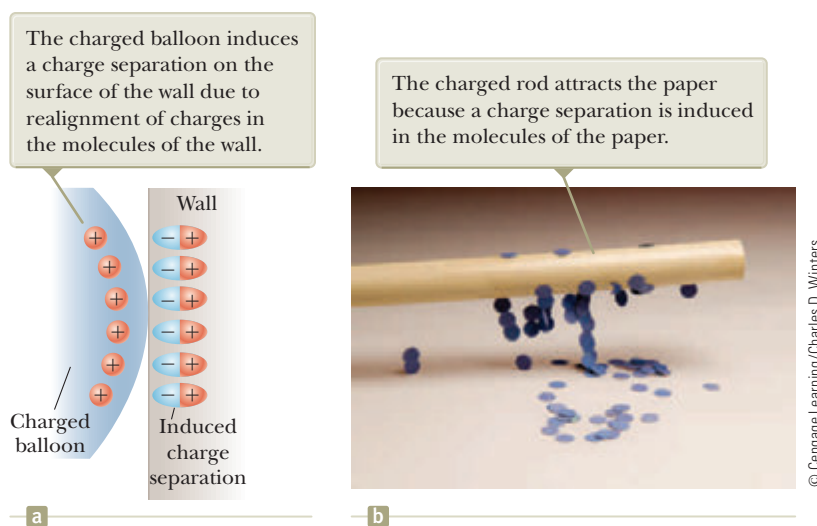 The charged balloon induces
a charge separation on the
surface of the wall due to
realignment of charges in
the molecules of the wall.
The charged rod attracts the paper
because a charge separation is induced
in the molecules of the paper.
Wall
+ − +
+ − +
+ − +
+ − +
+ − +
+ − +
Charged
balloon
Induced
charge
separation
a
b
© Cengage Learning/Charles D. Winters